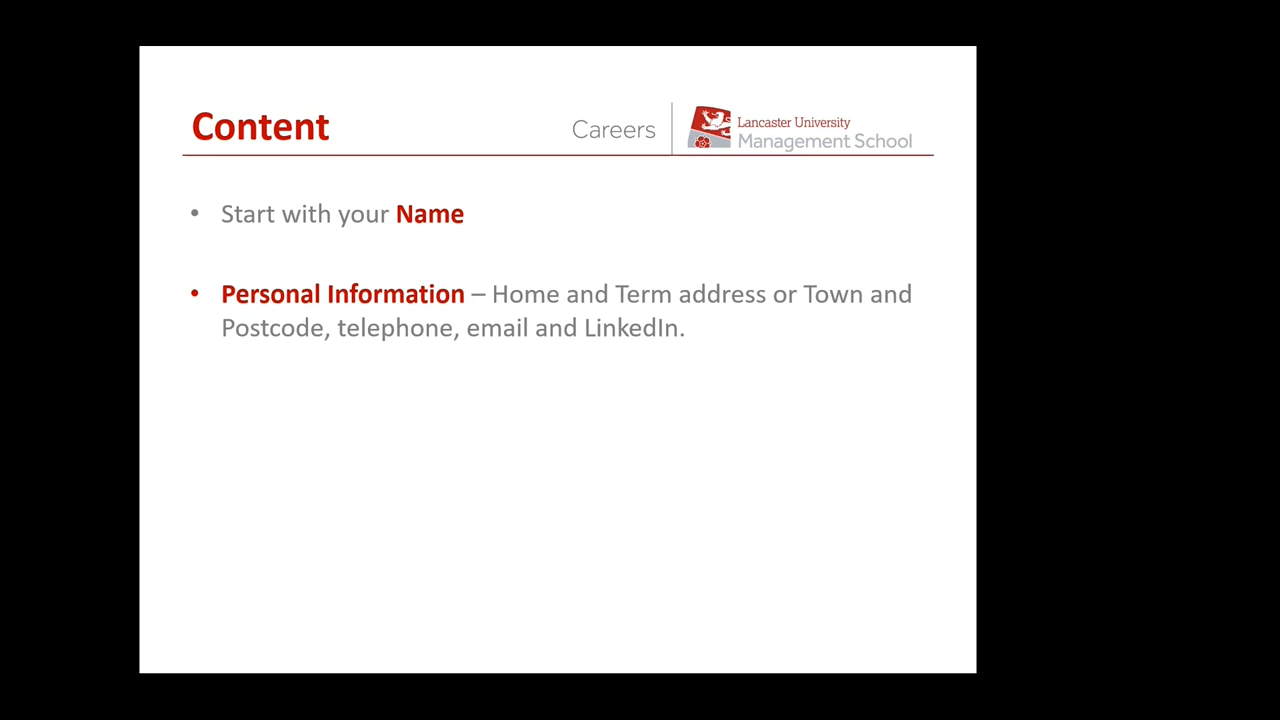 Content
Careers
Lancaster University
Management School
• Start with your Name
• Personal Information – Home and Term address or Town and
Postcode, telephone, email and LinkedIn.